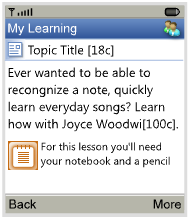 My Learning
Topic Title [18c]
Ever wanted to be able to
recongnize a note, quickly
learn everyday songs? Learn
how with Joyce Woodwi[100c].
For this lesson you'll need
your notebook and a pencil
Back More